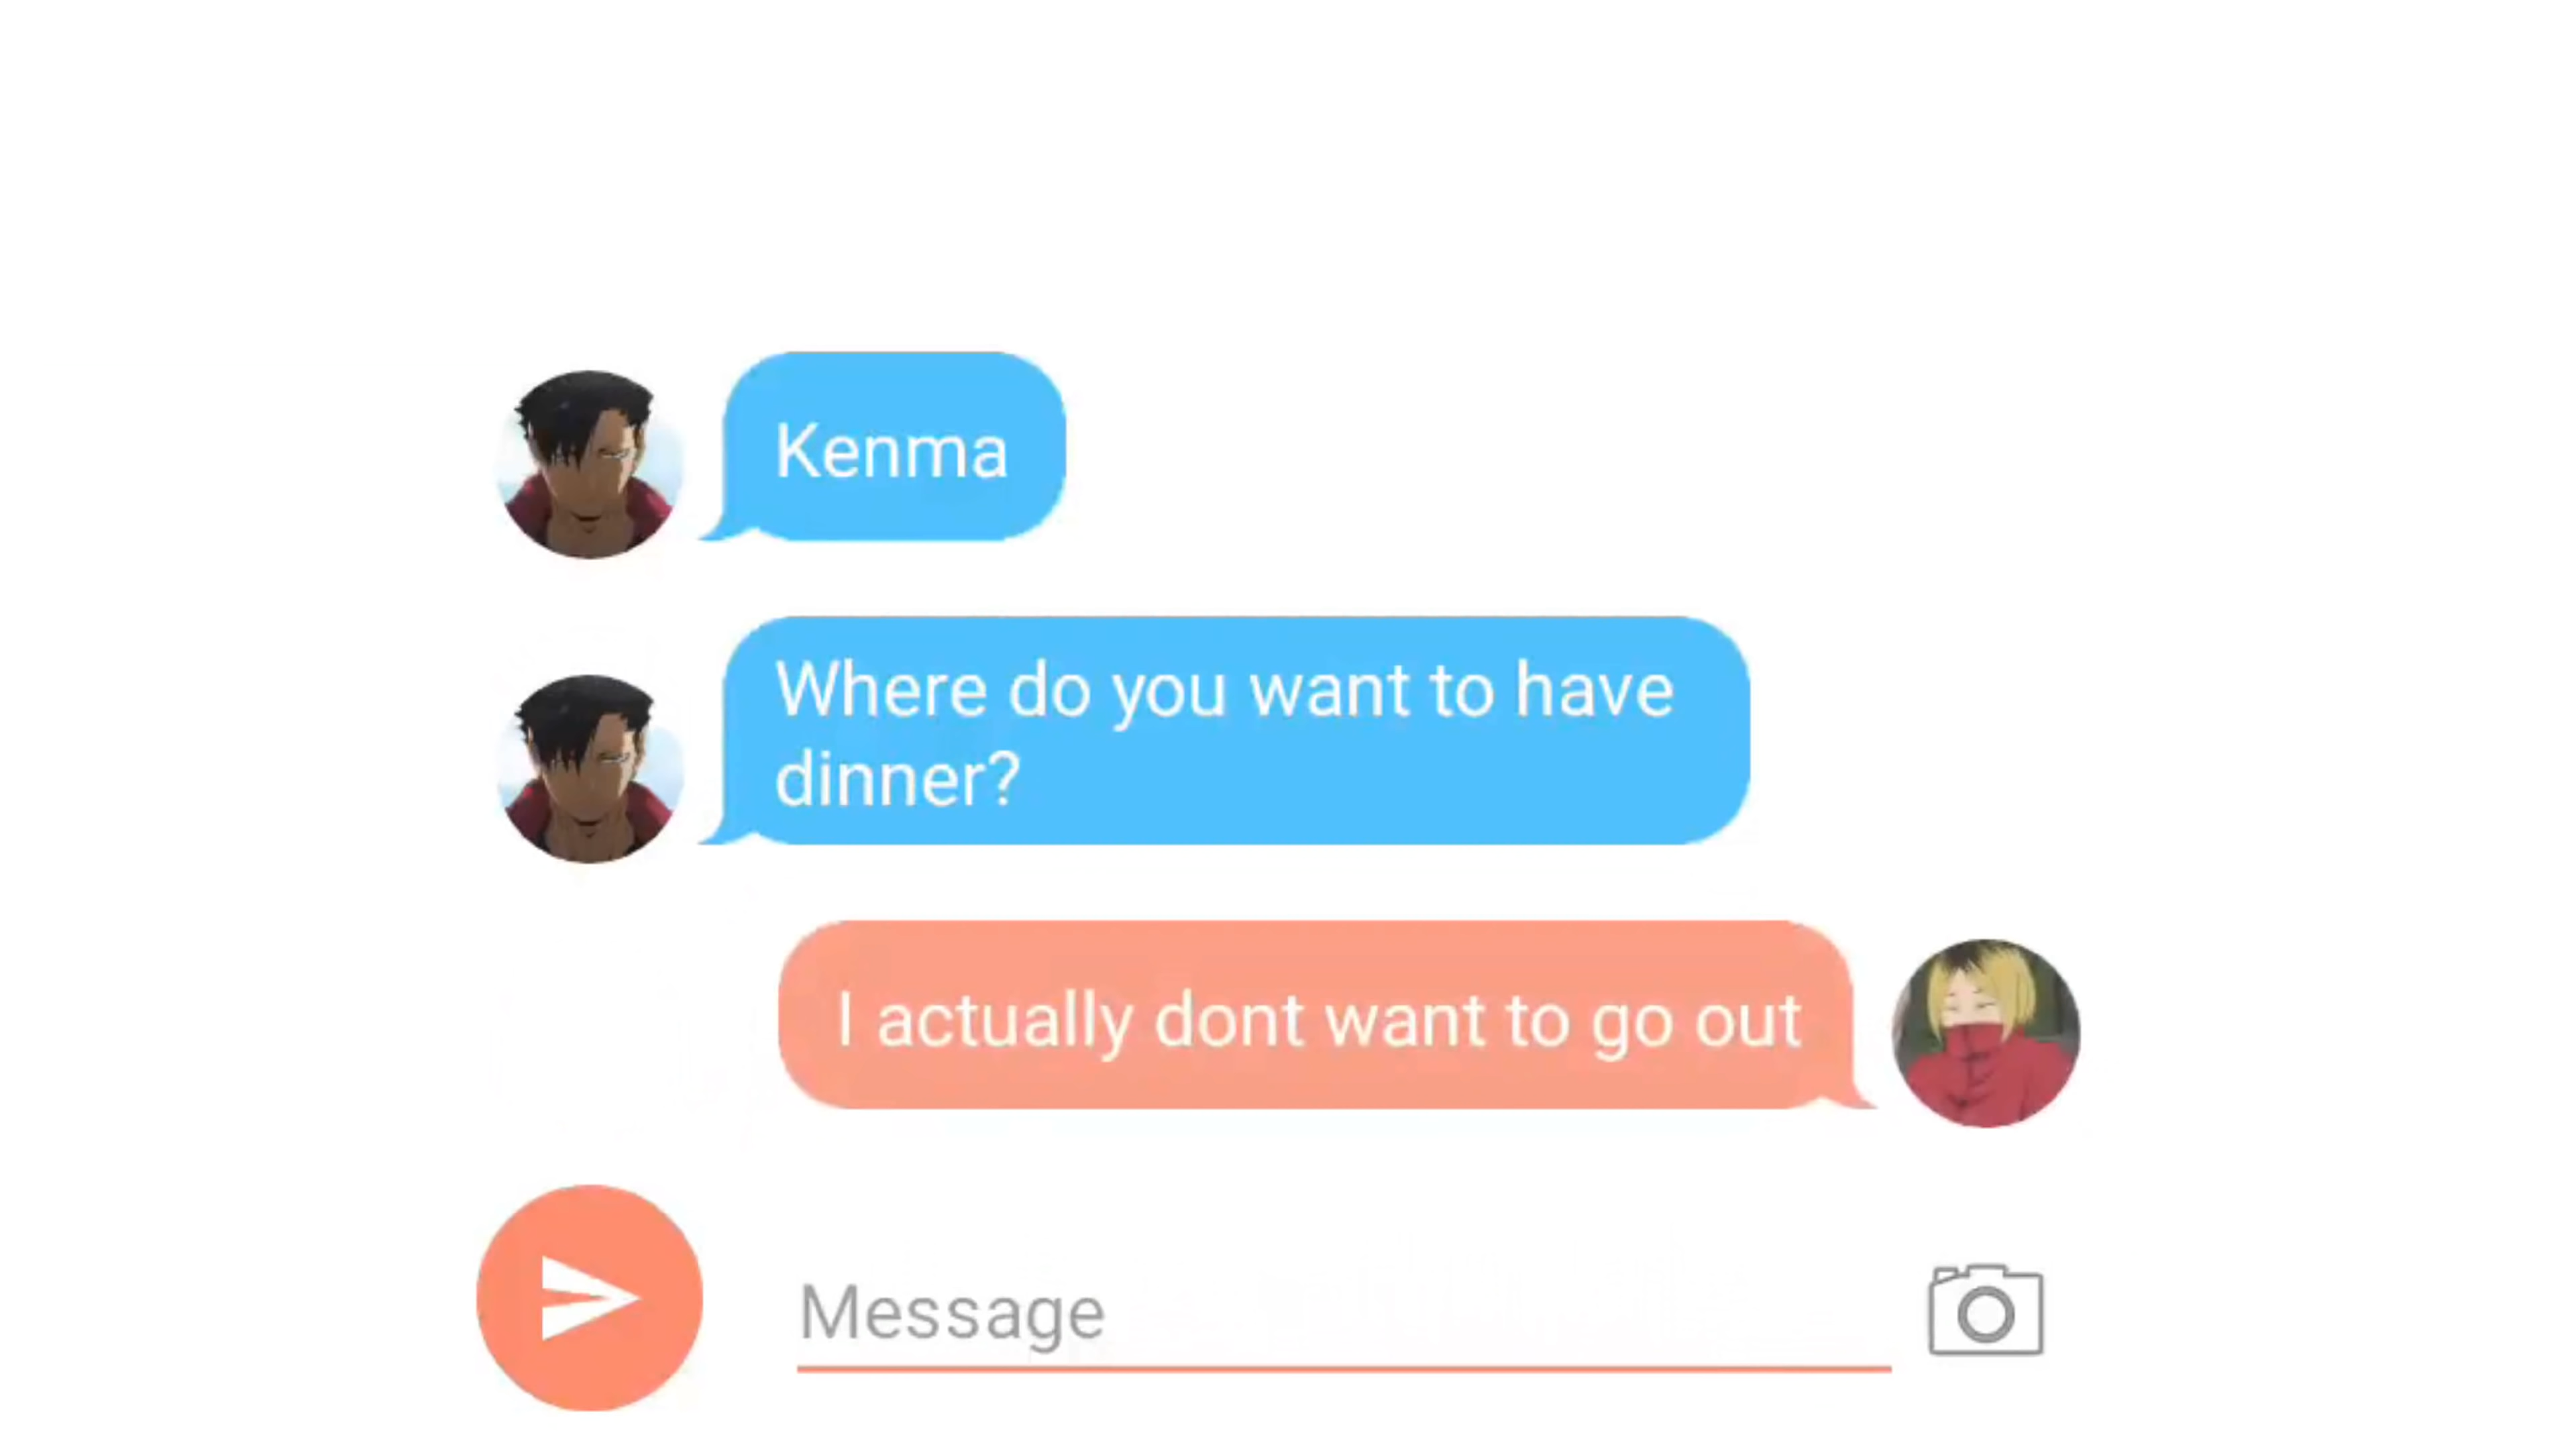 Kenma
Where do you want to have
dinner?
I actually dont want to go out
Message